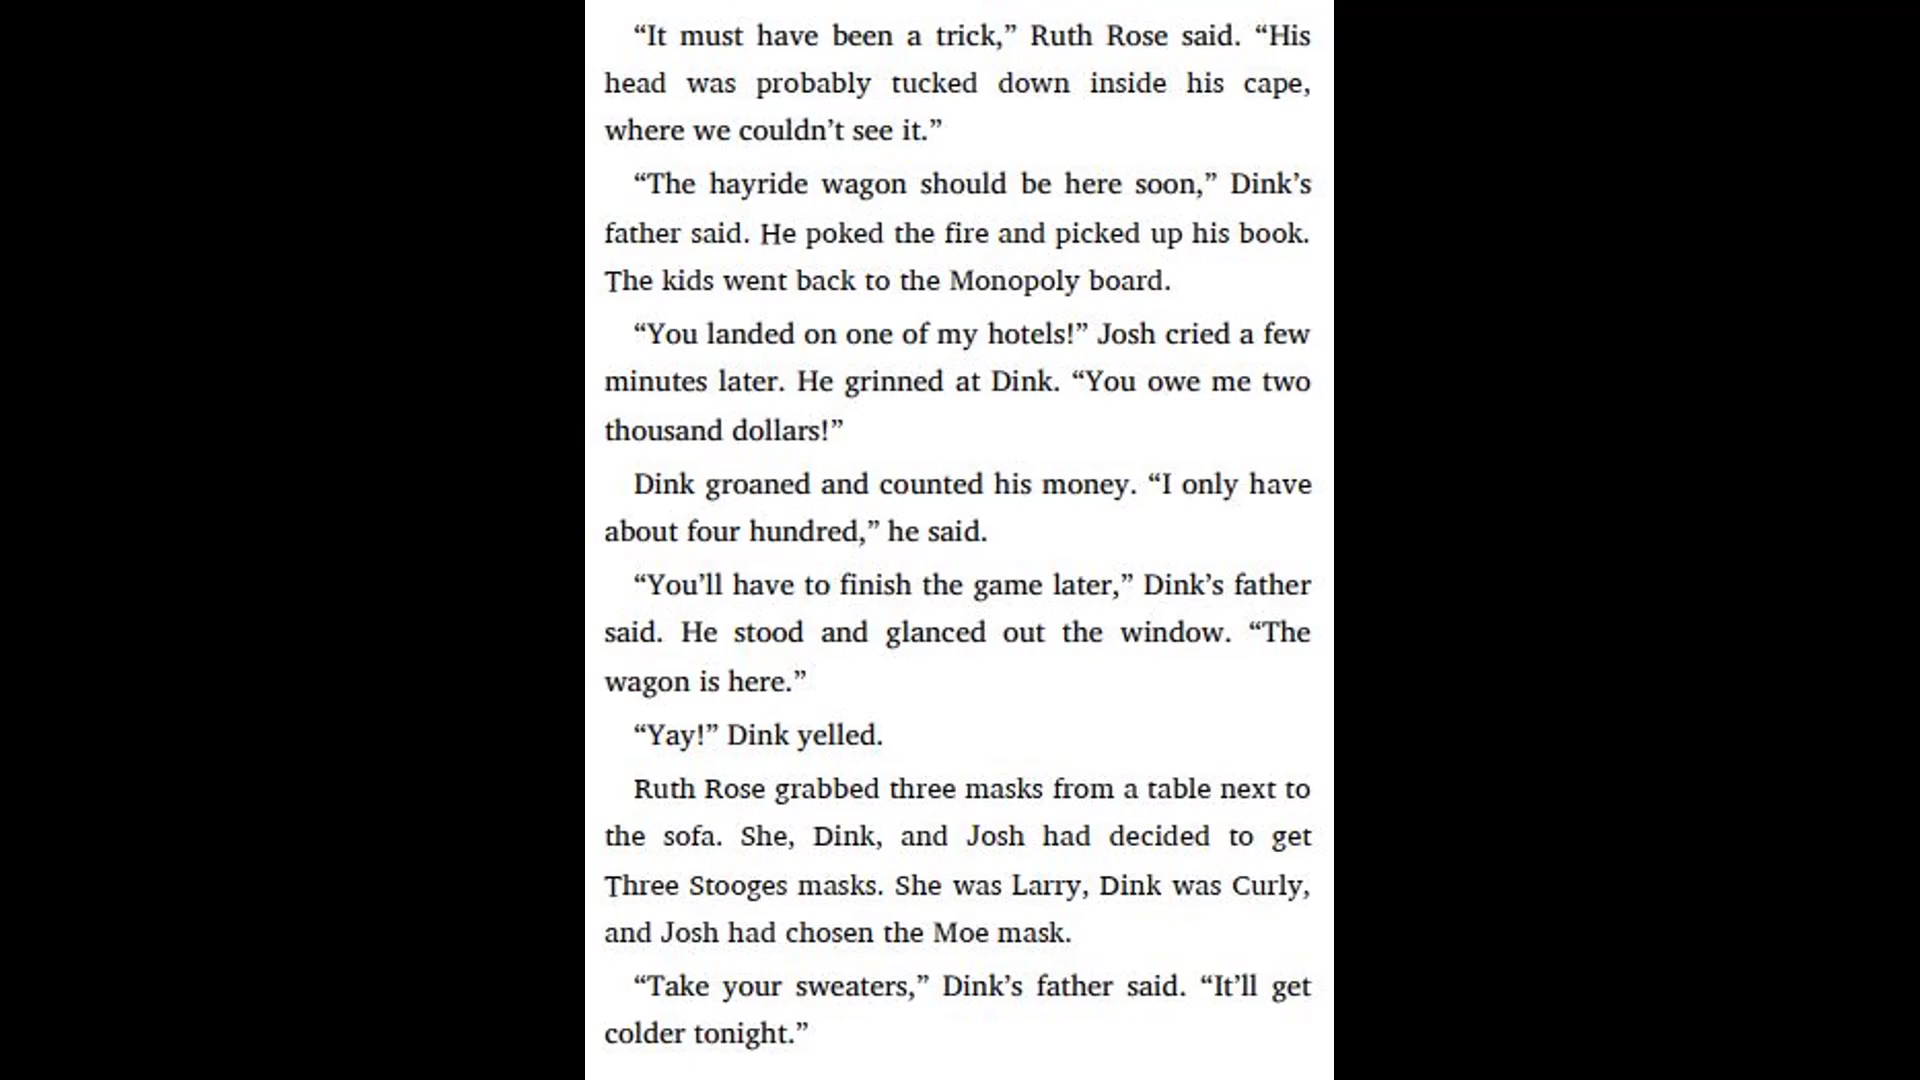 “It must have been a trick,” Ruth Rose said. “His
head was probably tucked down inside his cape,
where we couldn’t see it.”
“The hayride wagon should be here soon,” Dink’s
father said. He poked the fire and picked up his book.
The kids went back to the Monopoly board.
“You landed on one of my hotels!” Josh cried a few
minutes later. He grinned at Dink. “You owe me two
thousand dollars!”
Dink groaned and counted his money. “I only have
about four hundred,” he said.
“You’ll have to finish the game later,” Dink’s father
said. He stood and glanced out the window. “The
wagon is here.”
“Yay!” Dink yelled.
Ruth Rose grabbed three masks from a table next to
the sofa. She, Dink, and Josh had decided to get
Three Stooges masks. She was Larry, Dink was Curly,
and Josh had chosen the Moe mask.
“Take your sweaters,” Dink’s father said. “It’ll get
colder tonight.”